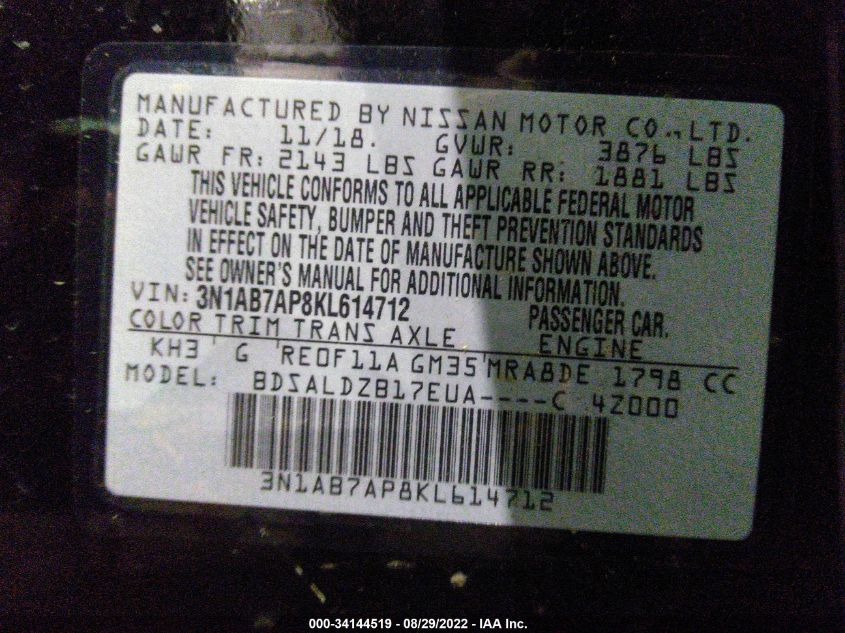 MANUFACTURED BY NISSAN MOTOR CO., LTD.
DATE: 11/18. GVWR: 3876 LBS
GAWR FR: 2143 LBS GAWR RR: 1881 LBS
THIS VEHICLE CONFORMS TO ALL APPLICABLE FEDERAL MOTOR
VEHICLE SAFETY, BUMPER AND THEFT PREVENTION STANDARDS
IN EFFECT ON THE DATE OF MANUFACTURE SHOWN ABOVE.
SEE OWNER'S MANUAL FOR ADDITIONAL INFORMATION.
VIN: 3N1AB7AP8KL614712 PASSENGER CAR.
COLOR TRIM TRANS AXLE ENGINE
KH3 ' G 'RE0F11A GM35'MRA8DE 1798 CC
MODEL: BDSALDZB17EUA----C 4Z000
3N1AB7AP8KL614712
000-34144519 - 08/29/2022 - IAA Inc.